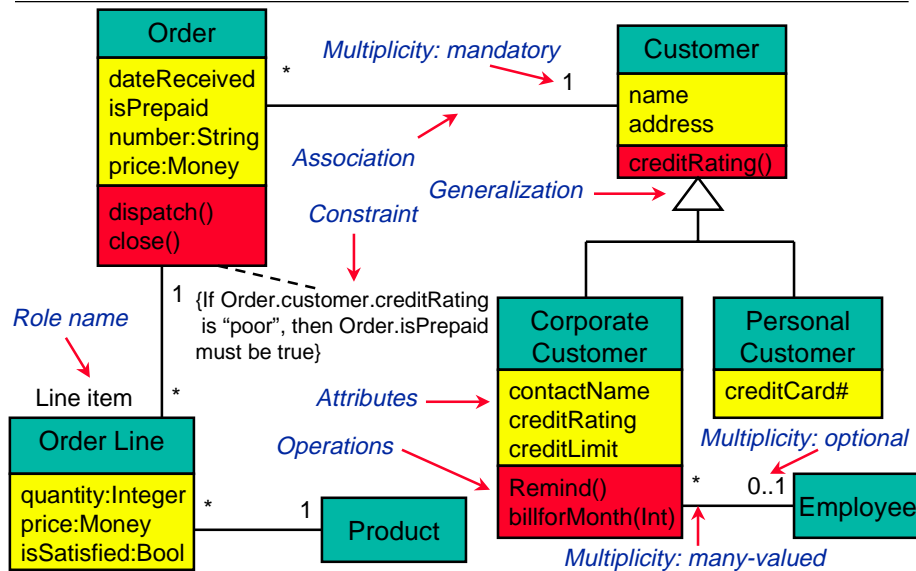 Order
dateReceived
isPrepaid
number:String
price:Money
dispatch()
close()
*
Multiplicity: mandatory
1
Association
Customer
name
address
creditRating()
Generalization
Constraint
{If Order.customer.creditRating
is “poor”, then Order.isPrepaid
must be true}
1
Role name
Line item
*
Order Line
quantity:Integer
price:Money
isSatisfied:Bool
*
1
Product
Attributes
Operations
Corporate
Customer
contactName
creditRating
creditLimit
Remind()
billforMonth(Int)
Personal
Customer
creditCard#
Multiplicity: optional
*
0..1
Employee
Multiplicity: many-valued